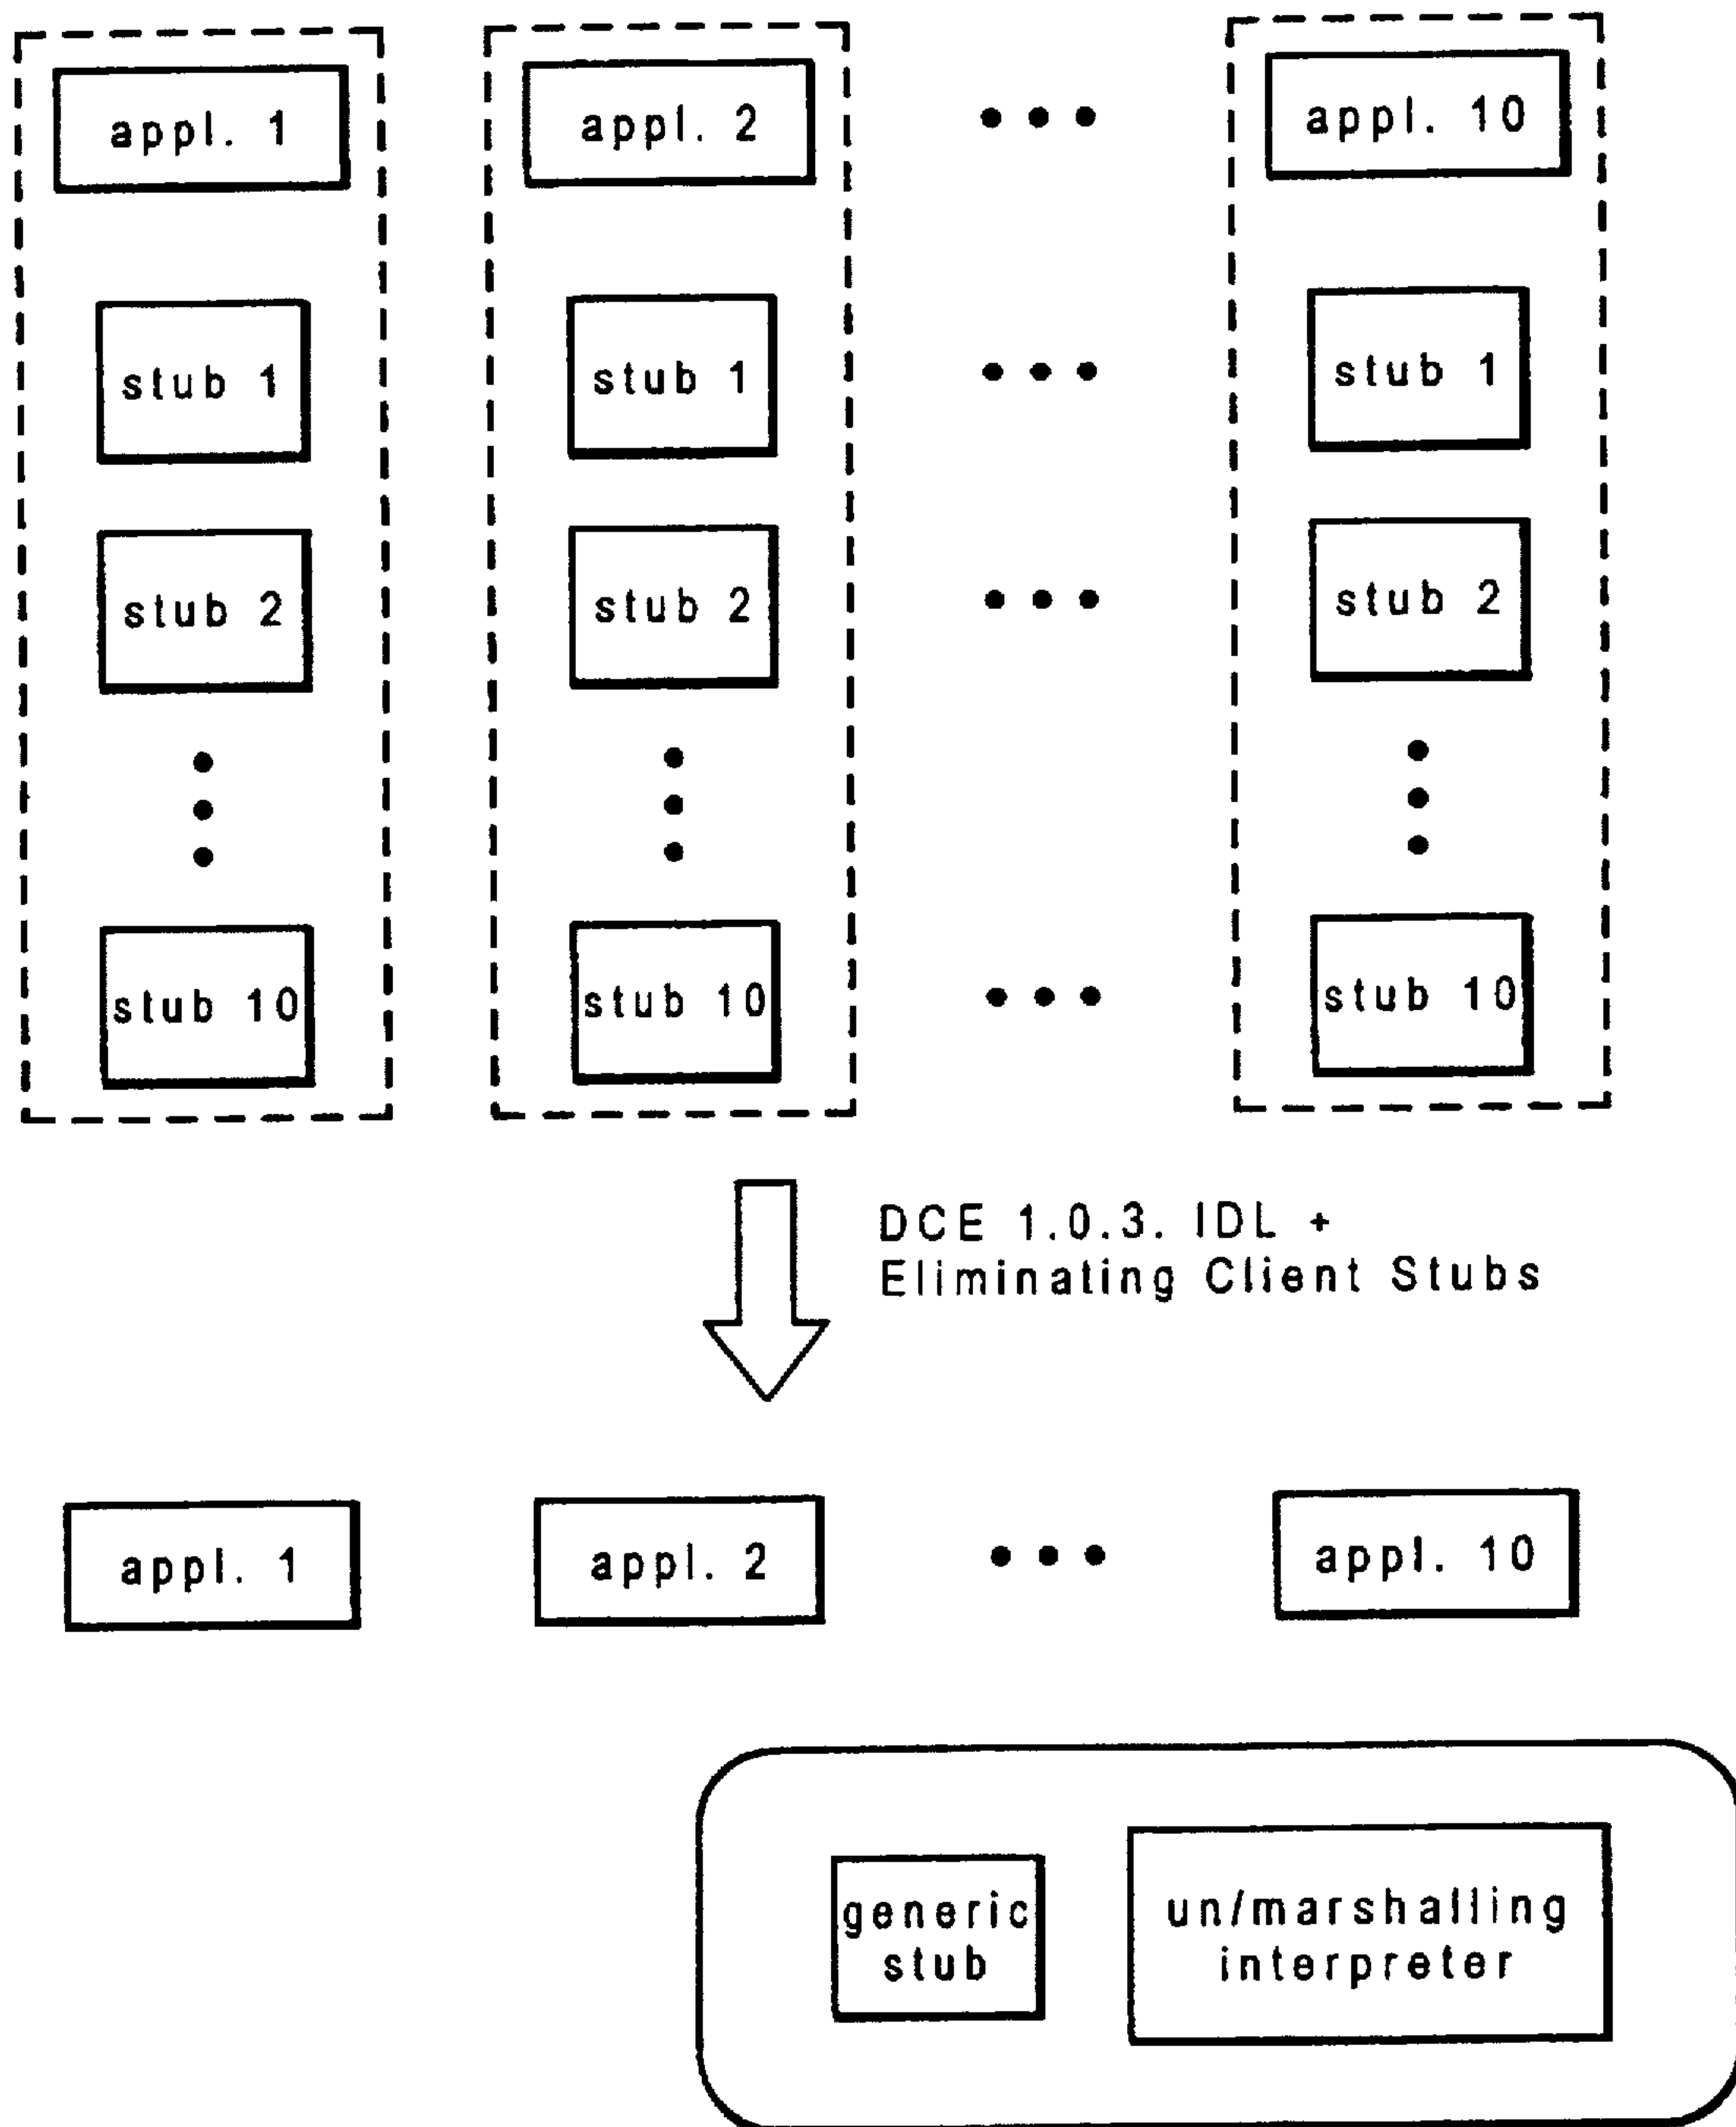 appl. 1
appl. 2
appl. 10
stub 1
stub 1
stub 1
stub 2
stub 2
stub 2
stub 10
stub 10
stub 10
DCE 1.0.3. IDL +
Eliminating Client Stubs
appl. 1
appl. 2
appl. 10
generic
stub
un/marshalling
interpreter